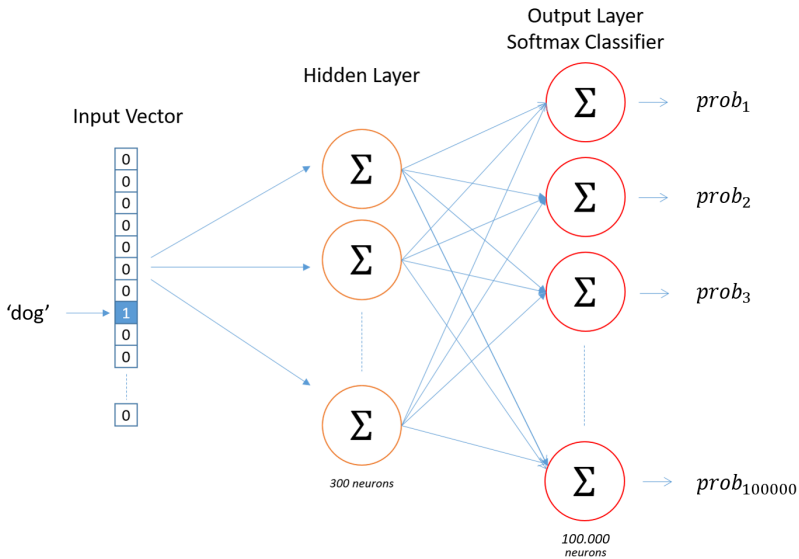 Output Layer
Softmax Classifier
Hidden Layer
Input Vector
0
0
0
0
0
0
0
1
0
0
0
'dog'
Σ
Σ
Σ
300 neurons
Σ
Σ
Σ
Σ
100.000
neurons
prob₁
prob₂
prob₃
prob₁₀₀₀₀₀